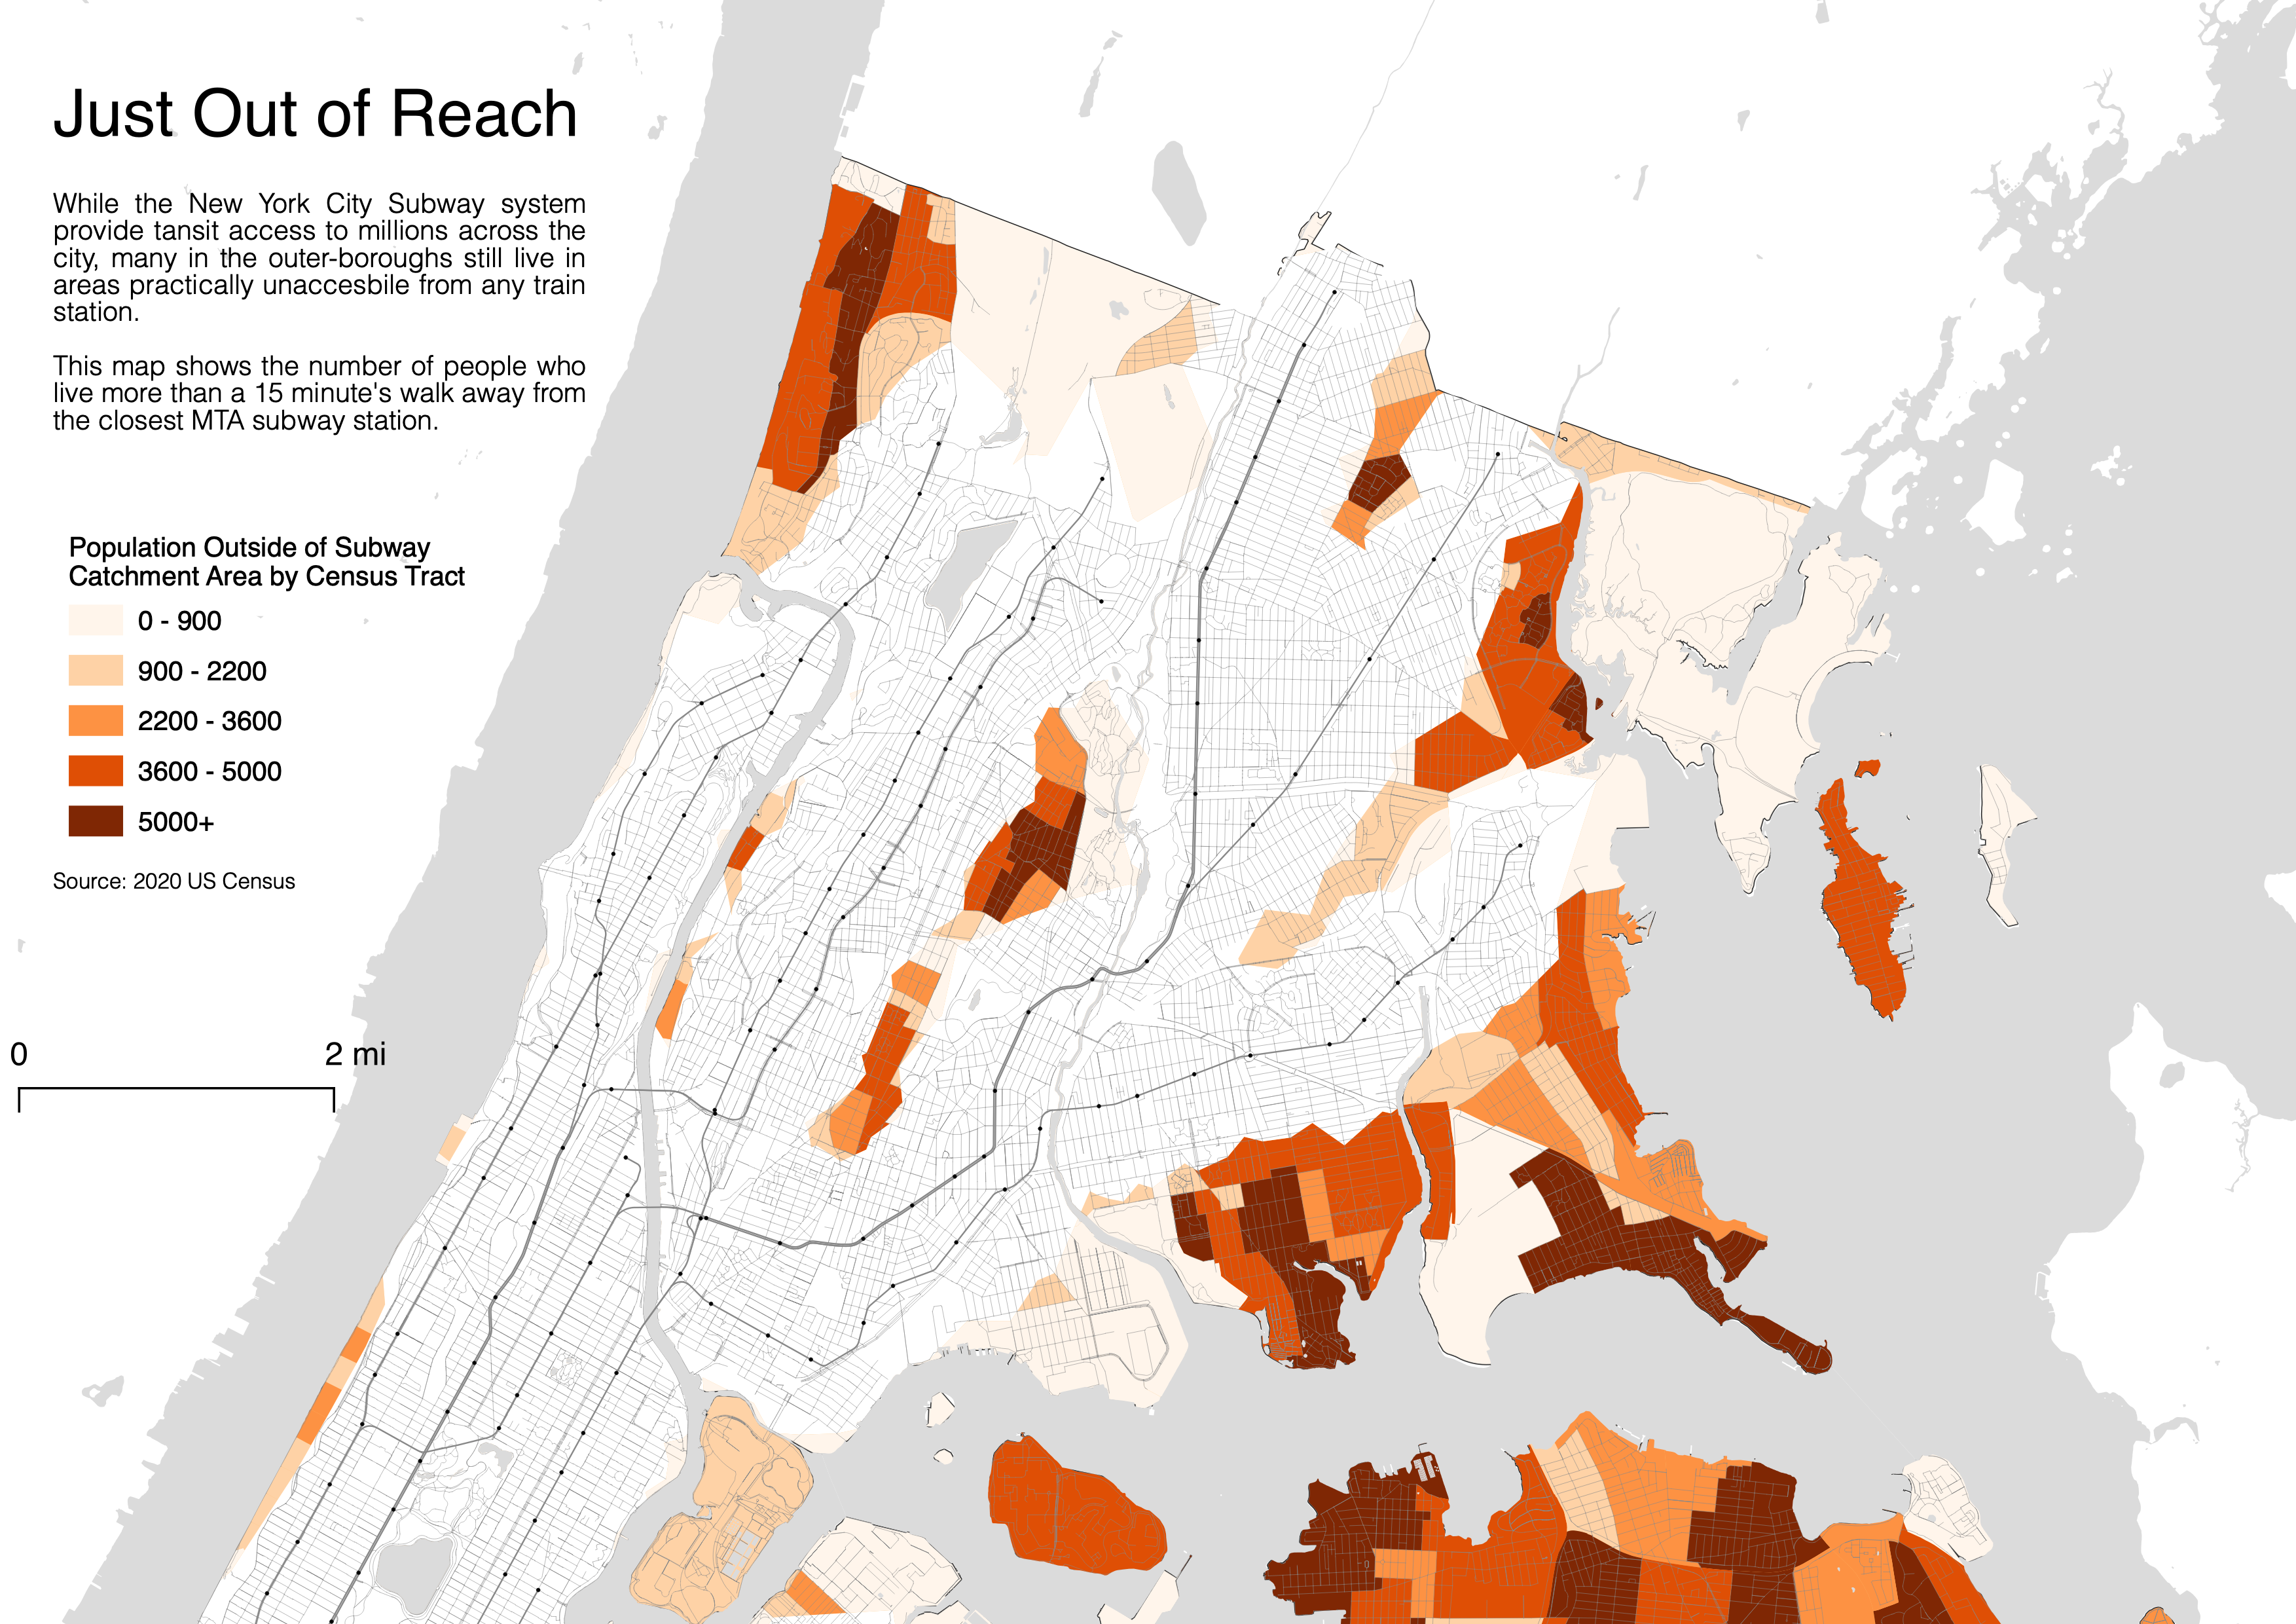 Just Out of Reach
While the New York City Subway system
provide tansit access to millions across the
city, many in the outer-boroughs still live in
areas practically unaccesbile from any train
station.
This map shows the number of people who
live more than a 15 minute's walk away from
the closest MTA subway station.
Population Outside of Subway
Catchment Area by Census Tract
0 - 900
900 - 2200
2200 - 3600
3600 - 5000
5000+
Source: 2020 US Census
0 2 mi